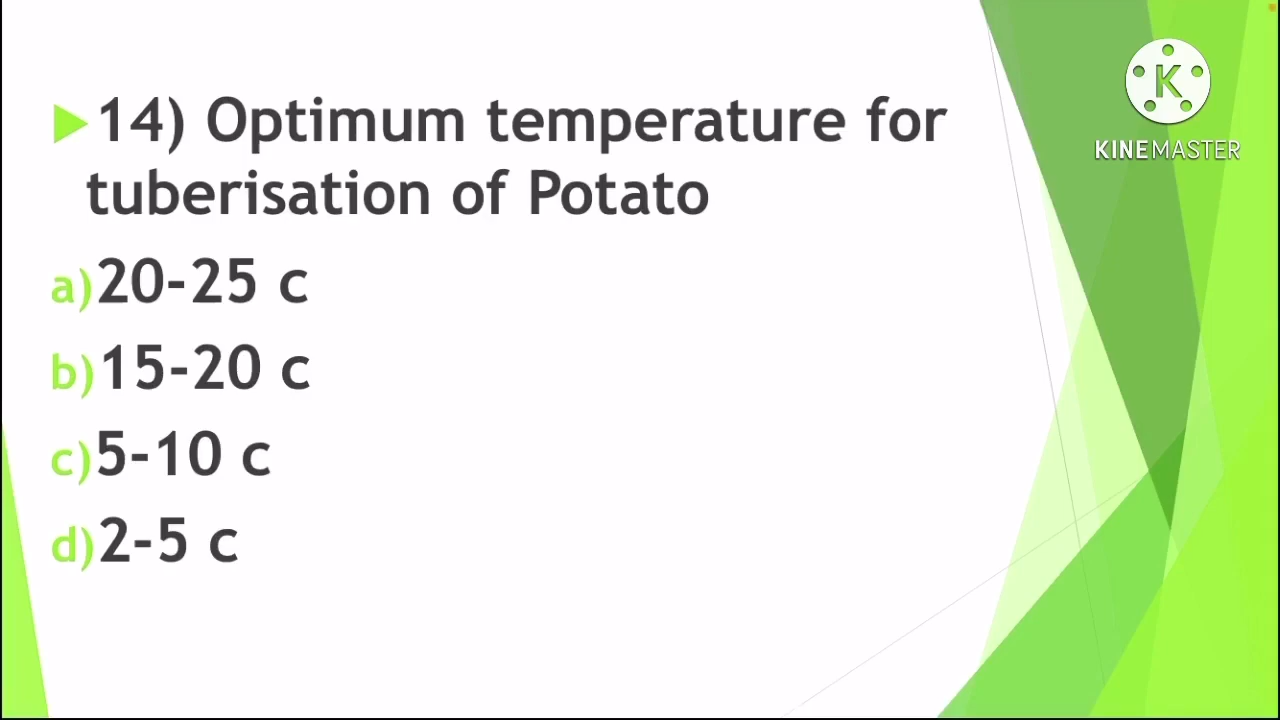 14) Optimum temperature for
tuberisation of Potato
a)20-25 c
b)15-20 c
c)5-10 c
d)2-5 c
K
KINEMASTER